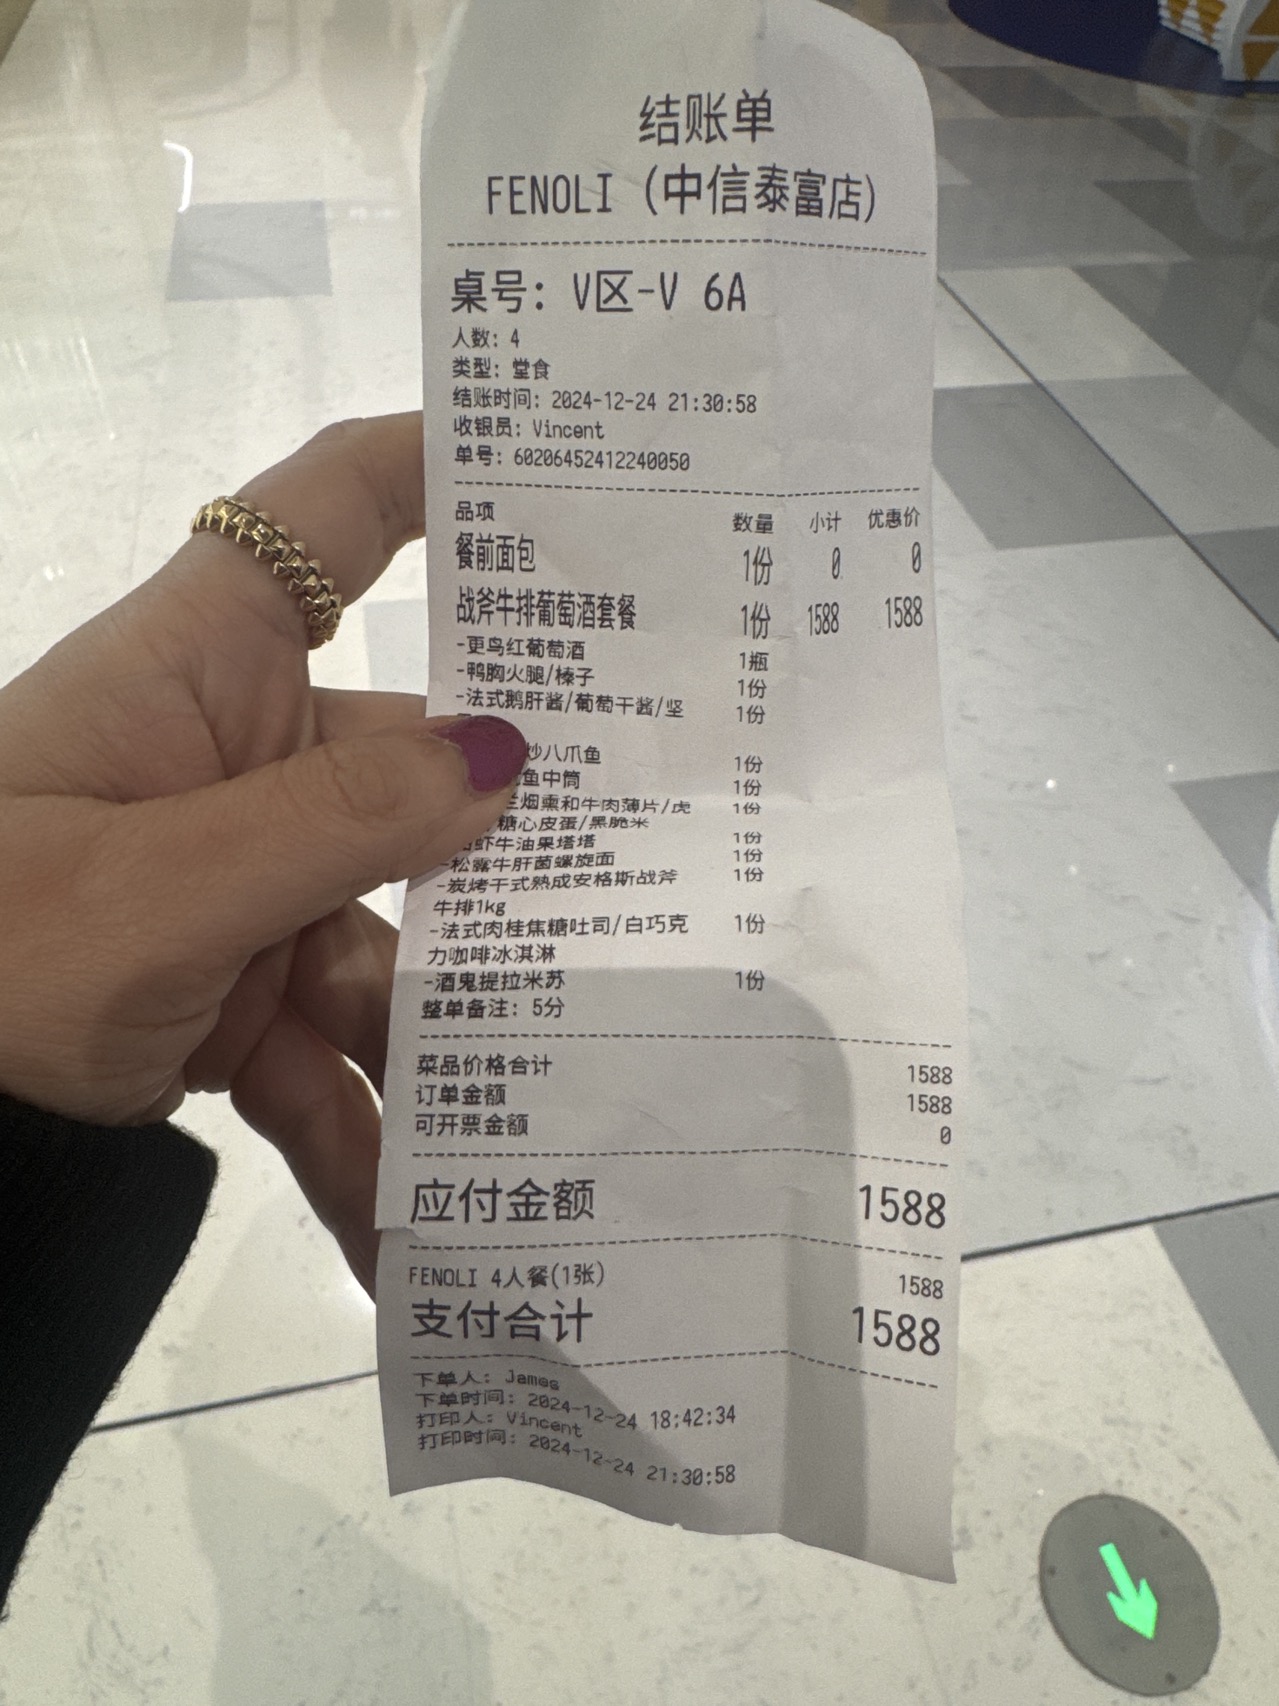 结账单
FENOLI (中信泰富店)
桌号: V区-V 6A
人数: 4
类型: 堂食
结账时间: 2024-12-24 21:30:58
收银员: Vincent
单号: 60206452412240050
品项 数量 小计 优惠价
餐前面包 1份 0 0
战斧牛排葡萄酒套餐 1份 1588 1588
-更鸟红葡萄酒 1瓶
-鸭胸火腿/榛子 1份
-法式鹅肝酱/葡萄干酱/坚 1份
炒八爪鱼 1份
鱼中筒 1份
烟熏和牛肉薄片/虎 1份
糖心皮蛋/黑脆米
虾牛油果塔塔 1份
-松露牛肝菌螺旋面 1份
-炭烤干式熟成安格斯战斧 1份
牛排1kg
-法式肉桂焦糖吐司/白巧克 1份
力咖啡冰淇淋
-酒鬼提拉米苏 1份
整单备注: 5分
菜品价格合计 1588
订单金额 1588
可开票金额 0
应付金额 1588
FENOLI 4人餐(1张) 1588
支付合计 1588
下单人: James
下单时间: 2024-12-24 18:42:34
打印人: Vincent
打印时间: 2024-12-24 21:30:58